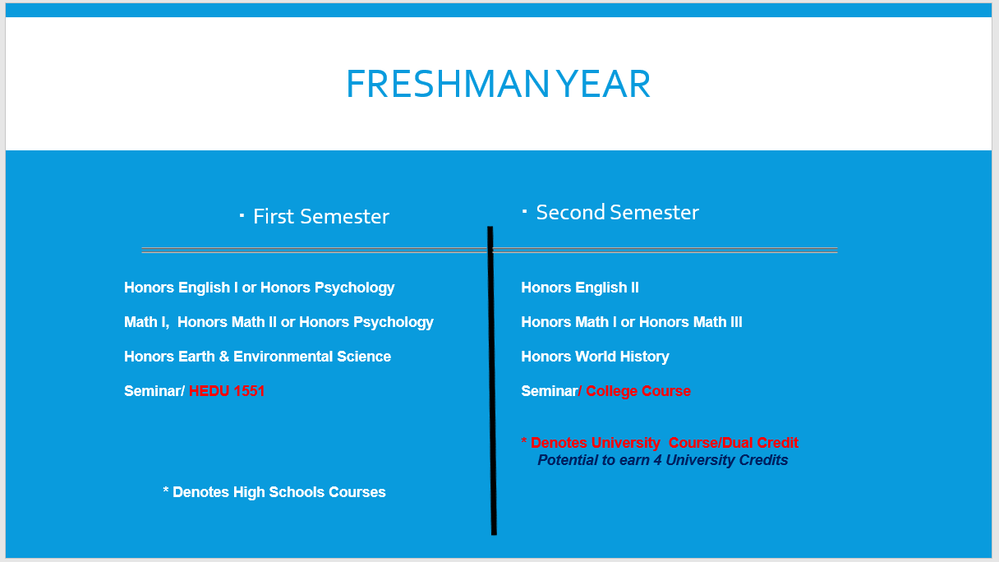 FRESHMAN YEAR
▪ First Semester
Honors English I or Honors Psychology
Math I,  Honors Math II or Honors Psychology
Honors Earth & Environmental Science
Seminar/ HEDU 1551
* Denotes High Schools Courses
▪ Second Semester
Honors English II
Honors Math I or Honors Math III
Honors World History
Seminar/ College Course
* Denotes University  Course/Dual Credit
Potential to earn 4 University Credits